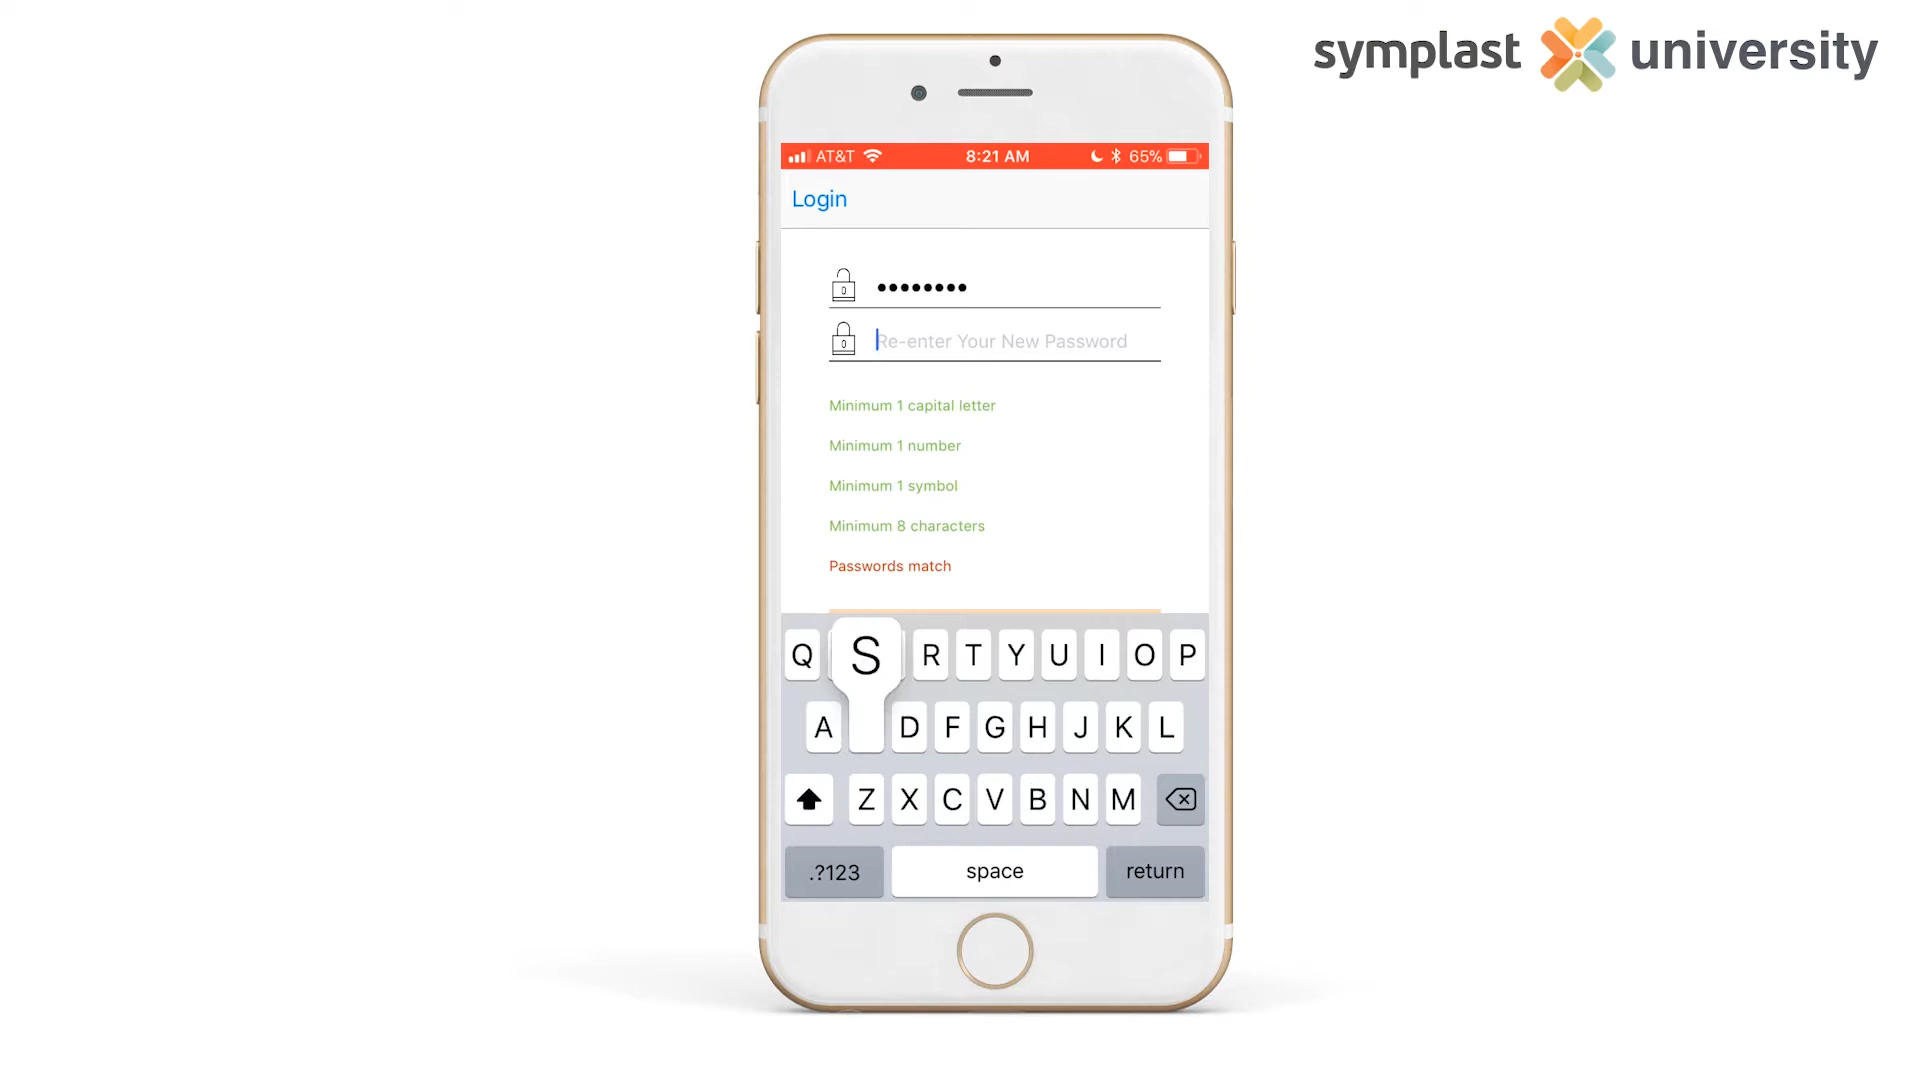 symplast university
AT&T 8:21 AM 65%
Login
••••••••
Re-enter Your New Password
Minimum 1 capital letter
Minimum 1 number
Minimum 1 symbol
Minimum 8 characters
Passwords match
Q S R T Y U I O P
A D F G H J K L
Z X C V B N M
.?123 space return